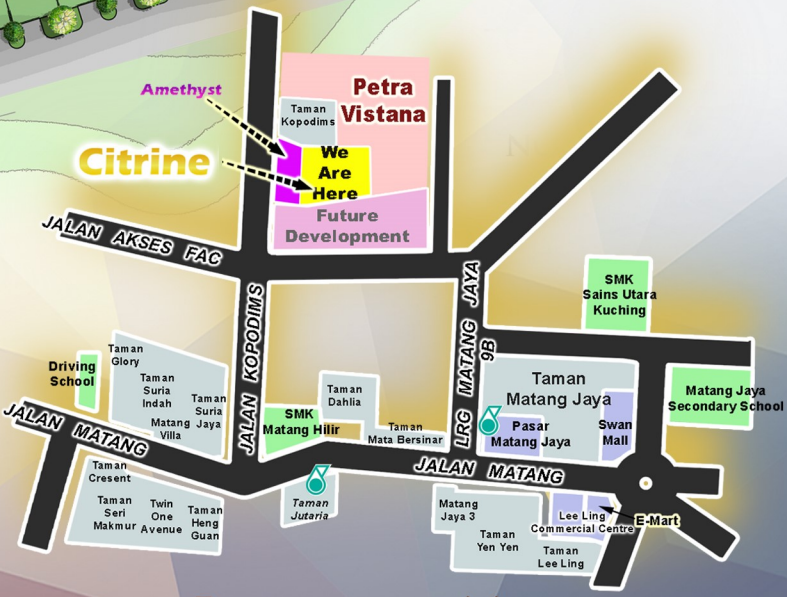 Amethyst
Petra
Vistana
Taman
Kopodims
Citrine
We
Are
Here
Future
Development
JALAN AKSES FAC
JALAN KOPODIMS
LRG MATANG JAYA
9B
SMK
Sains Utara
Kuching
Driving
School
Taman
Glory
Taman
Suria
Indah
Taman
Suria
Jaya
Matang
Villa
SMK
Matang Hilir
Taman
Dahlia
Taman
Mata Bersinar
Taman
Matang Jaya
Pasar
Matang Jaya
Swan
Mall
Matang Jaya
Secondary School
JALAN MATANG
JALAN MATANG
Taman
Cresent
Taman
Seri
Makmur
Twin
One
Avenue
Taman
Heng
Guan
Taman
Jutaria
Matang
Jaya 3
Taman
Yen Yen
Lee Ling
Commercial Centre
E-Mart
Taman
Lee Ling